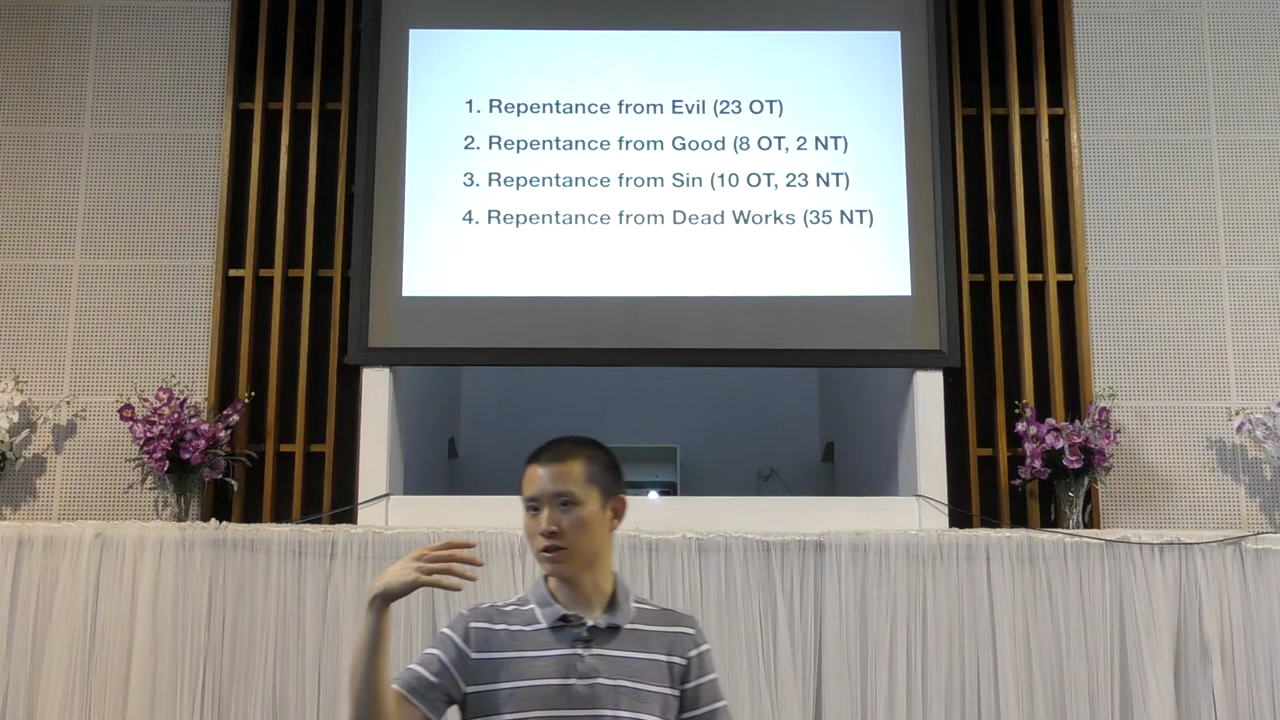 1. Repentance from Evil (23 OT)
2. Repentance from Good (8 OT, 2 NT)
3. Repentance from Sin (10 OT, 23 NT)
4. Repentance from Dead Works (35 NT)